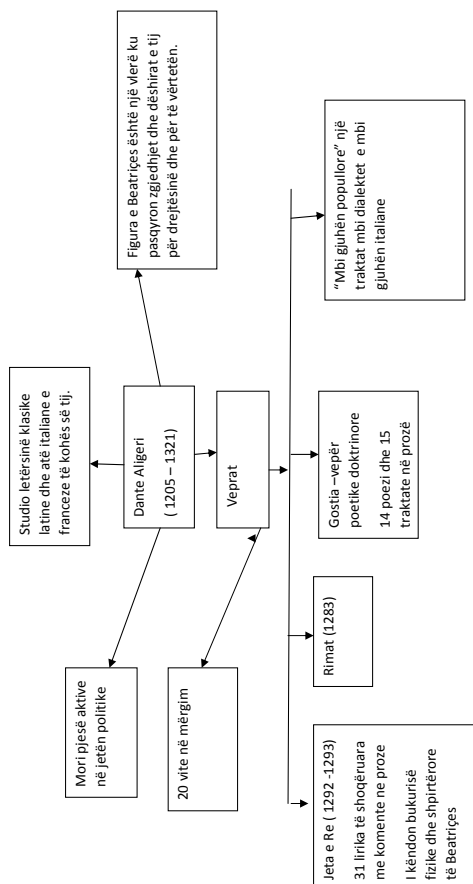 Studio letërsinë klasike
latine dhe atë italiane e
franceze të kohës së tij.
Mori pjesë aktive
në jetën politike
Dante Aligeri
( 1205 – 1321)
Figura e Beatriçes është një vlerë ku
pasqyron zgjedhjet dhe dëshirat e tij
për drejtësinë dhe për të vërtetën.
20 vite në mërgim
Veprat
Jeta e Re ( 1292 -1293)
31 lirika të shoqëruara
me komente ne proze
I këndon bukurisë
fizike dhe shpirtërore
të Beatriçes
Rimat (1283)
Gostia –vepër
poetike doktrinore
14 poezi dhe 15
traktate në prozë
“Mbi gjuhën popullore” një
traktat mbi dialektet e mbi
gjuhën italiane